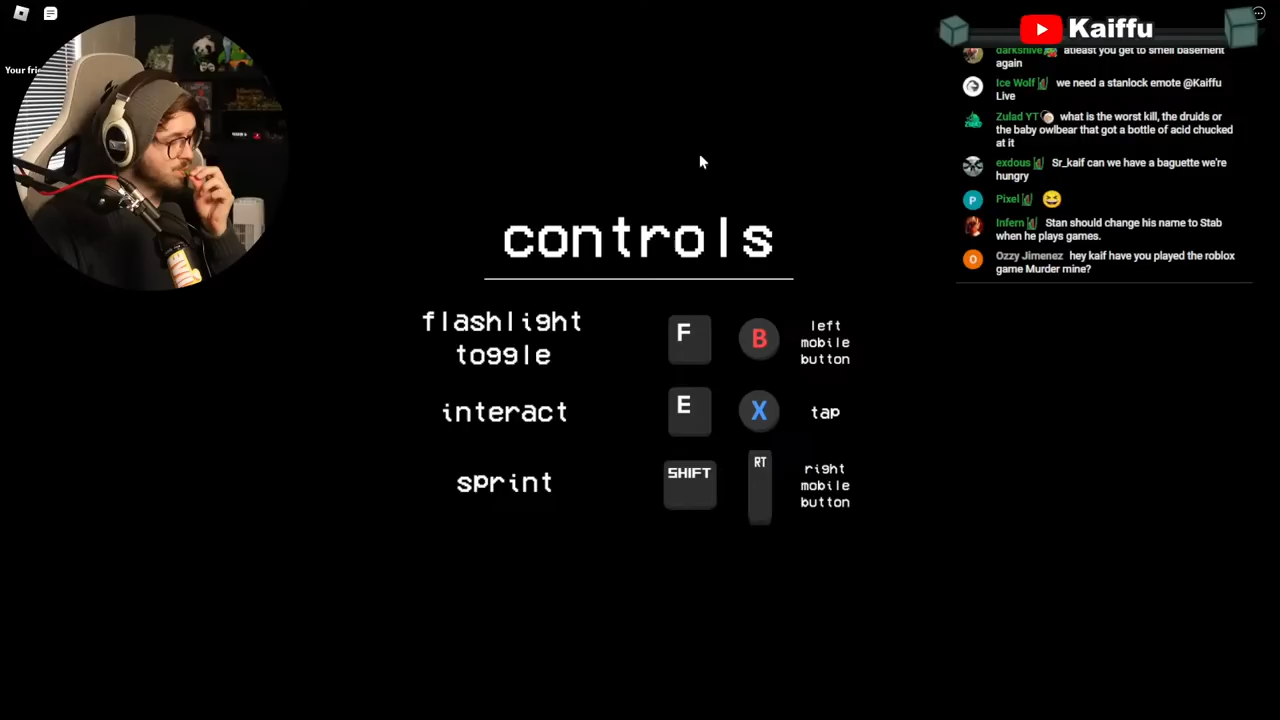 Your frie
Kaiffu
darkshive atleast you get to smell basement
again
Ice Wolf we need a stanlock emote @Kaiffu
Live
Zulad YT what is the worst kill, the druids or
the baby owlbear that got a bottle of acid chucked
at it
exdous Sr_kaif can we have a baguette we're
hungry
P Pixel
Infern Stan should change his name to Stab
when he plays games.
O Ozzy Jimenez hey kaif have you played the roblox
game Murder mine?
controls
flashlight
toggle
F
B
left
mobile
button
interact
E
X
tap
sprint
SHIFT
RT
right
mobile
button